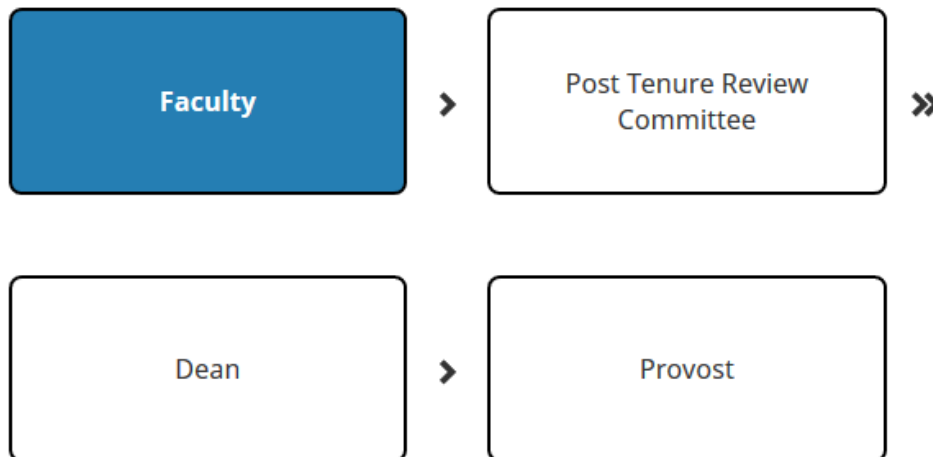 Faculty
Post Tenure Review
Committee
Dean
Provost